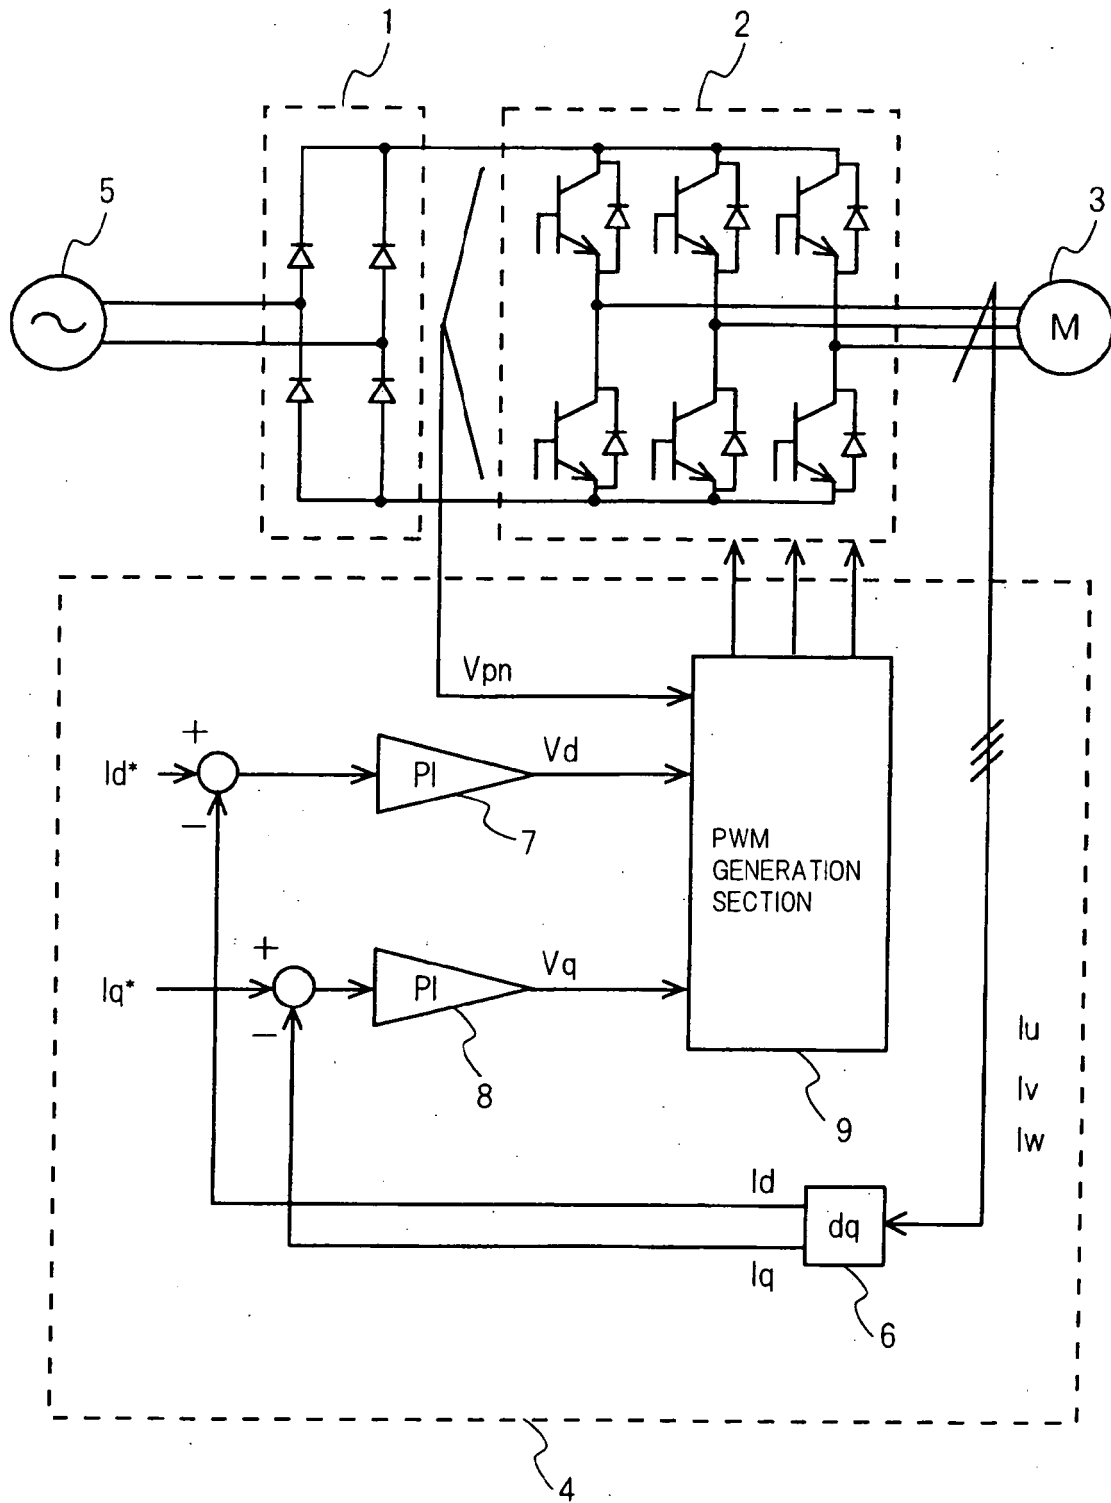 1
2
5
3
M
Vpn
+
Id*
−
PI
Vd
7
PWM
GENERATION
SECTION
+
Iq*
−
PI
Vq
8
9
Iu
Iv
Iw
Id
dq
Iq
6
4